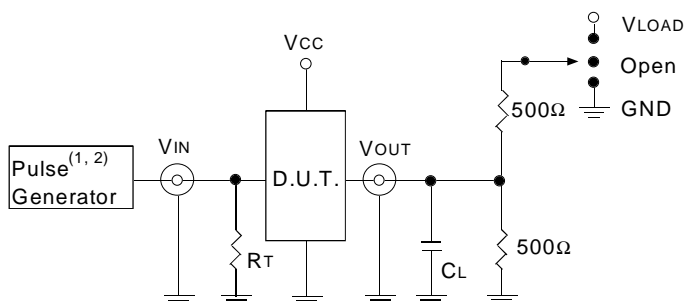 VLOAD
VCC
Open
500Ω
GND
VIN
VOUT
Pulse(1, 2)
Generator
D.U.T.
RT
CL
500Ω